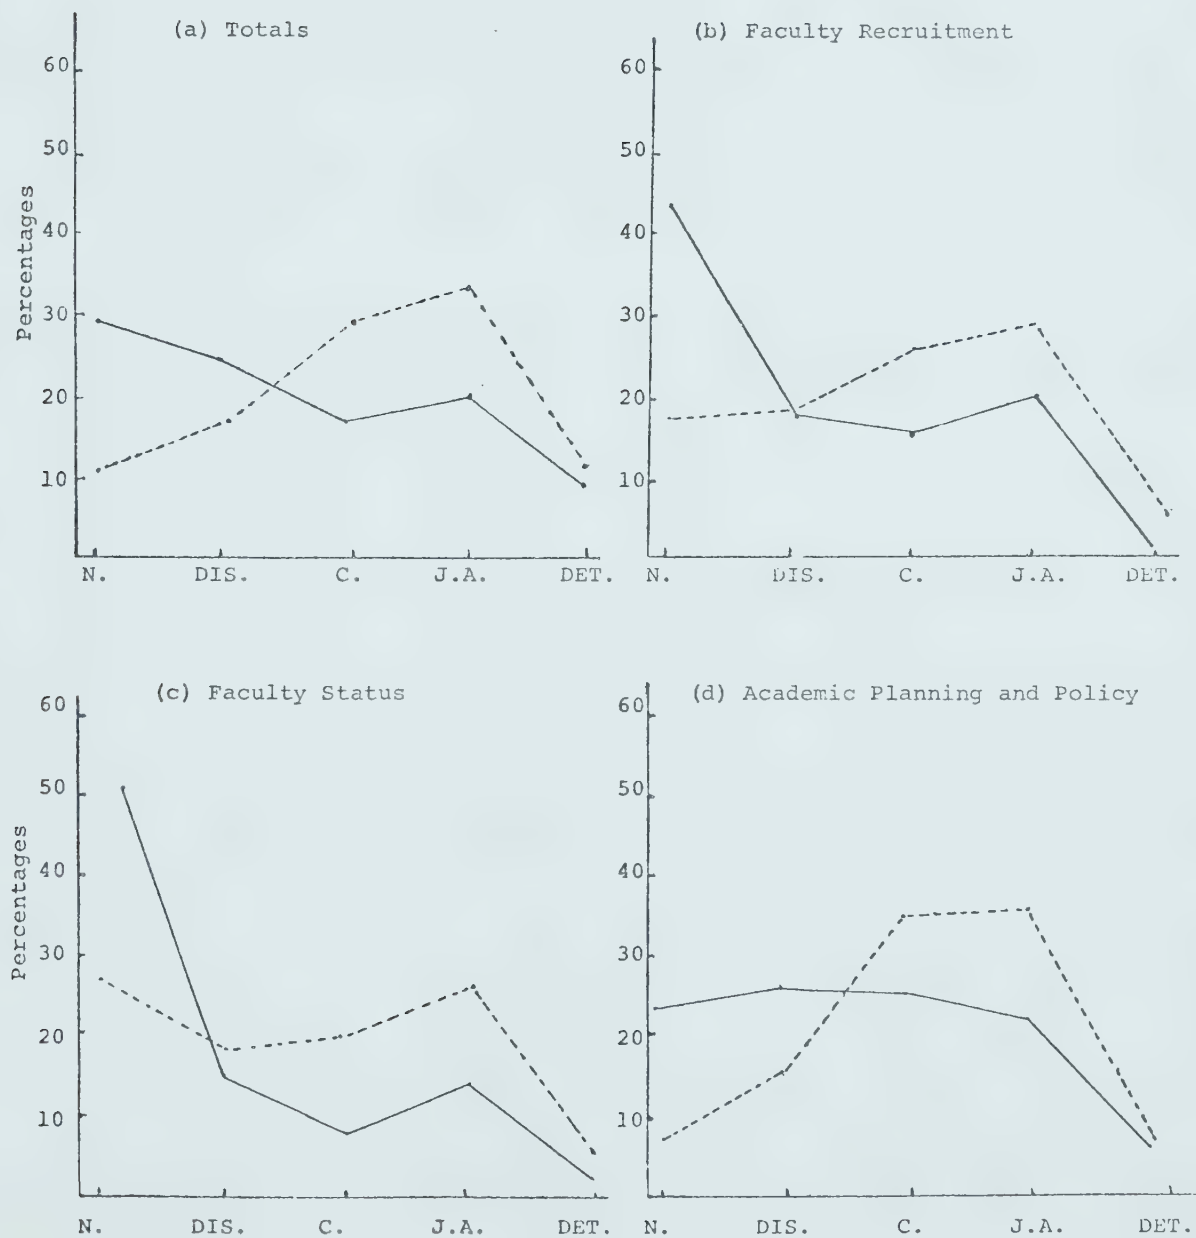 (a) Totals
Percentages
60
50
40
30
20
10
N. DIS. C. J.A. DET.
(b) Faculty Recruitment
60
50
40
30
20
10
N. DIS. C. J.A. DET.
(c) Faculty Status
Percentages
60
50
40
30
20
10
N. DIS. C. J.A. DET.
(d) Academic Planning and Policy
60
50
40
30
20
10
N. DIS. C. J.A. DET.